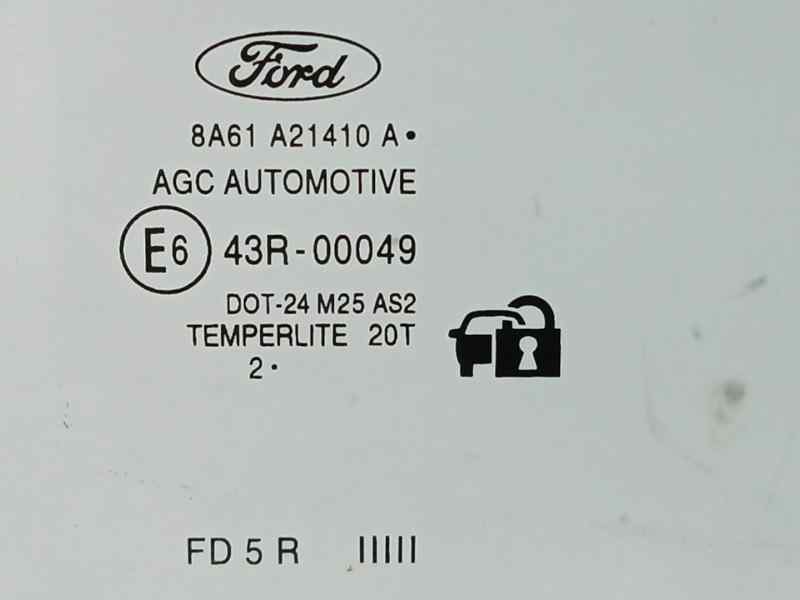 Ford
8A61 A21410 A•
AGC AUTOMOTIVE
E6 43R-00049
DOT-24 M25 AS2
TEMPERLITE 20T
2•
FD 5 R IIIII